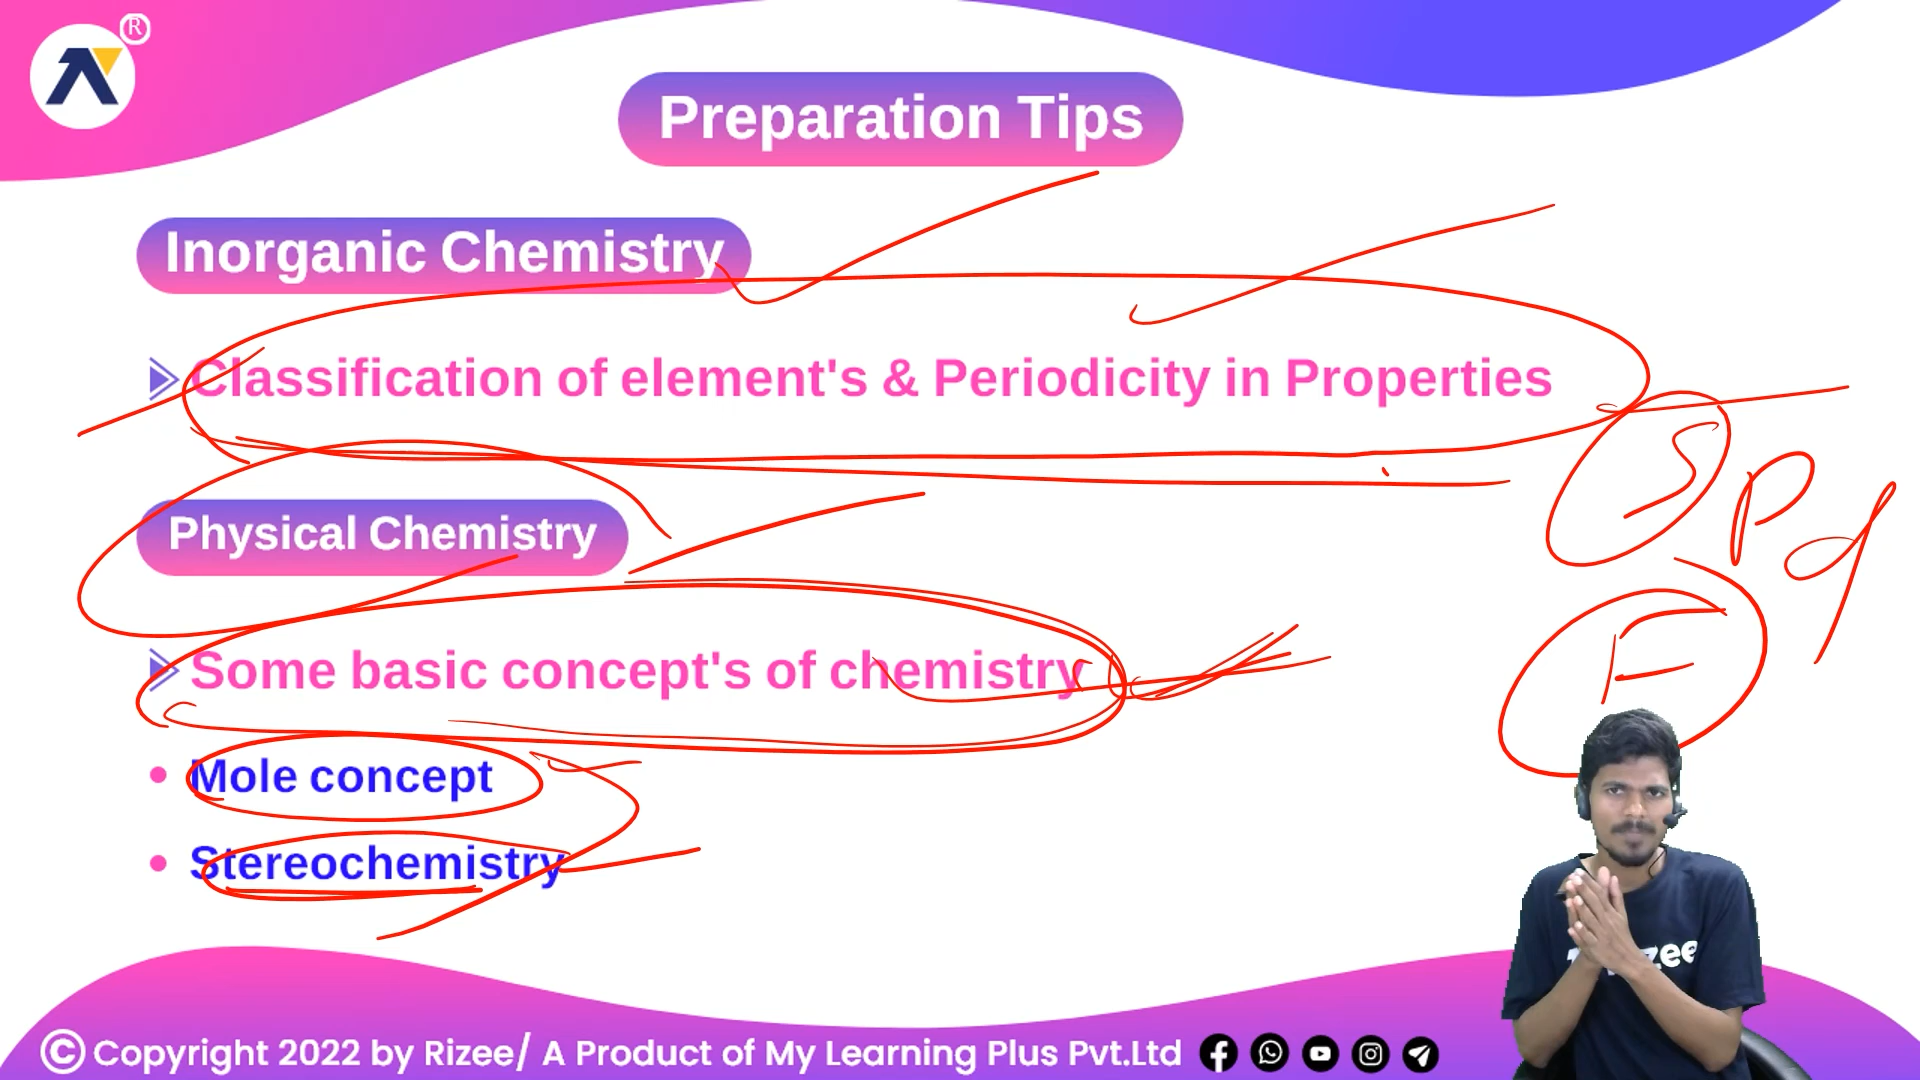 ®
Preparation Tips
Inorganic Chemistry
Classification of element's & Periodicity in Properties
S P d
Physical Chemistry
F
Some basic concept's of chemistry
• Mole concept
• Stereochemistry
zee
© Copyright 2022 by Rizee/ A Product of My Learning Plus Pvt.Ltd